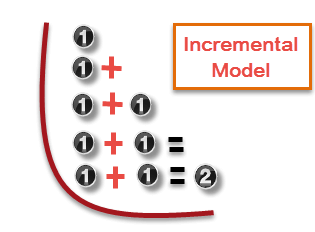 Incremental
Model
1
1 +
1 + 1
1 + 1 =
1 + 1 = 2